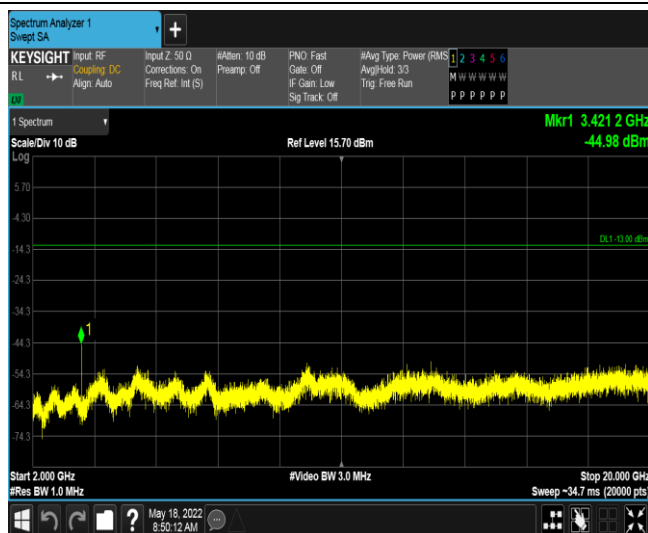 Spectrum Analyzer 1
Swept SA
KEYSIGHT
RL
LXI
Input: RF
Coupling: DC
Align: Auto
Input Z: 50 Ω
Corrections: On
Freq Ref: Int (S)
#Atten: 10 dB
Preamp: Off
PNO: Fast
Gate: Off
IF Gain: Low
Sig Track: Off
#Avg Type: Power (RMS
Avg|Hold: 3/3
Trig: Free Run
1 2 3 4 5 6
M W W W W W
P P P P P P
1 Spectrum
Mkr1 3.421 2 GHz
Scale/Div 10 dB
Ref Level 15.70 dBm
-44.98 dBm
Log
5.70
-4.30
DL1 -13.00 dBm
-14.3
-24.3
-34.3
1
-44.3
-54.3
-64.3
-74.3
Start 2.000 GHz
#Video BW 3.0 MHz
Stop 20.000 GHz
#Res BW 1.0 MHz
Sweep ~34.7 ms (20000 pts)
?
May 18, 2022
8:50:12 AM